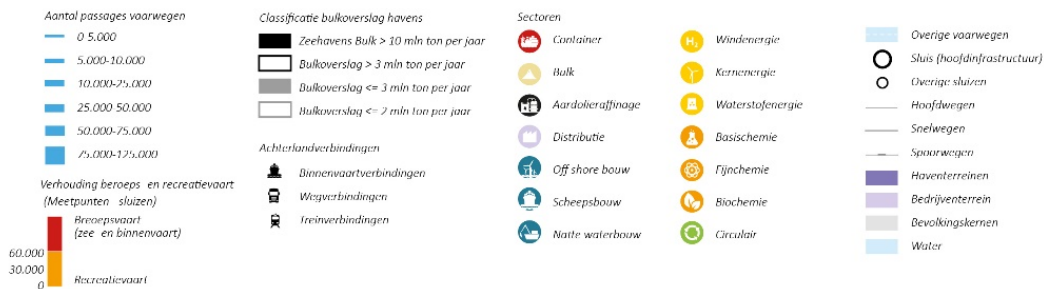 Aantal passages vaarwegen
0 5.000
5.000-10.000
10.000-25.000
25.000 50.000
50.000-75.000
75.000-125.000
Verhouding beroeps en recreatievaart
(Meetpunten sluizen)
Breoepsvaart
(zee en binnenvaart)
60.000
30.000
0
Recreatievaart
Classificatie bulkoverslag havens
Zeehavens Bulk > 10 mln ton per jaar
Bulkoverslag > 3 mln ton per jaar
Bulkoverslag <= 3 mln ton per jaar
Bulkoverslag <= 2 mln ton per jaar
Achterlandverbindingen
Binnenvaartverbindingen
Wegverbindingen
Treinverbindingen
Sectoren
Container
Bulk
Aardolieraffinage
Distributie
Off shore bouw
Scheepsbouw
Natte waterbouw
H₂
Windenergie
Kernenergie
Waterstofenergie
Basischemie
Fijnchemie
Biochemie
Circulair
Overige vaarwegen
Sluis (hoofdinfrastructuur)
Overige sluizen
Hoofdwegen
Snelwegen
Spoorwegen
Haventerreinen
Bedrijventerrein
Bevolkingskernen
Water